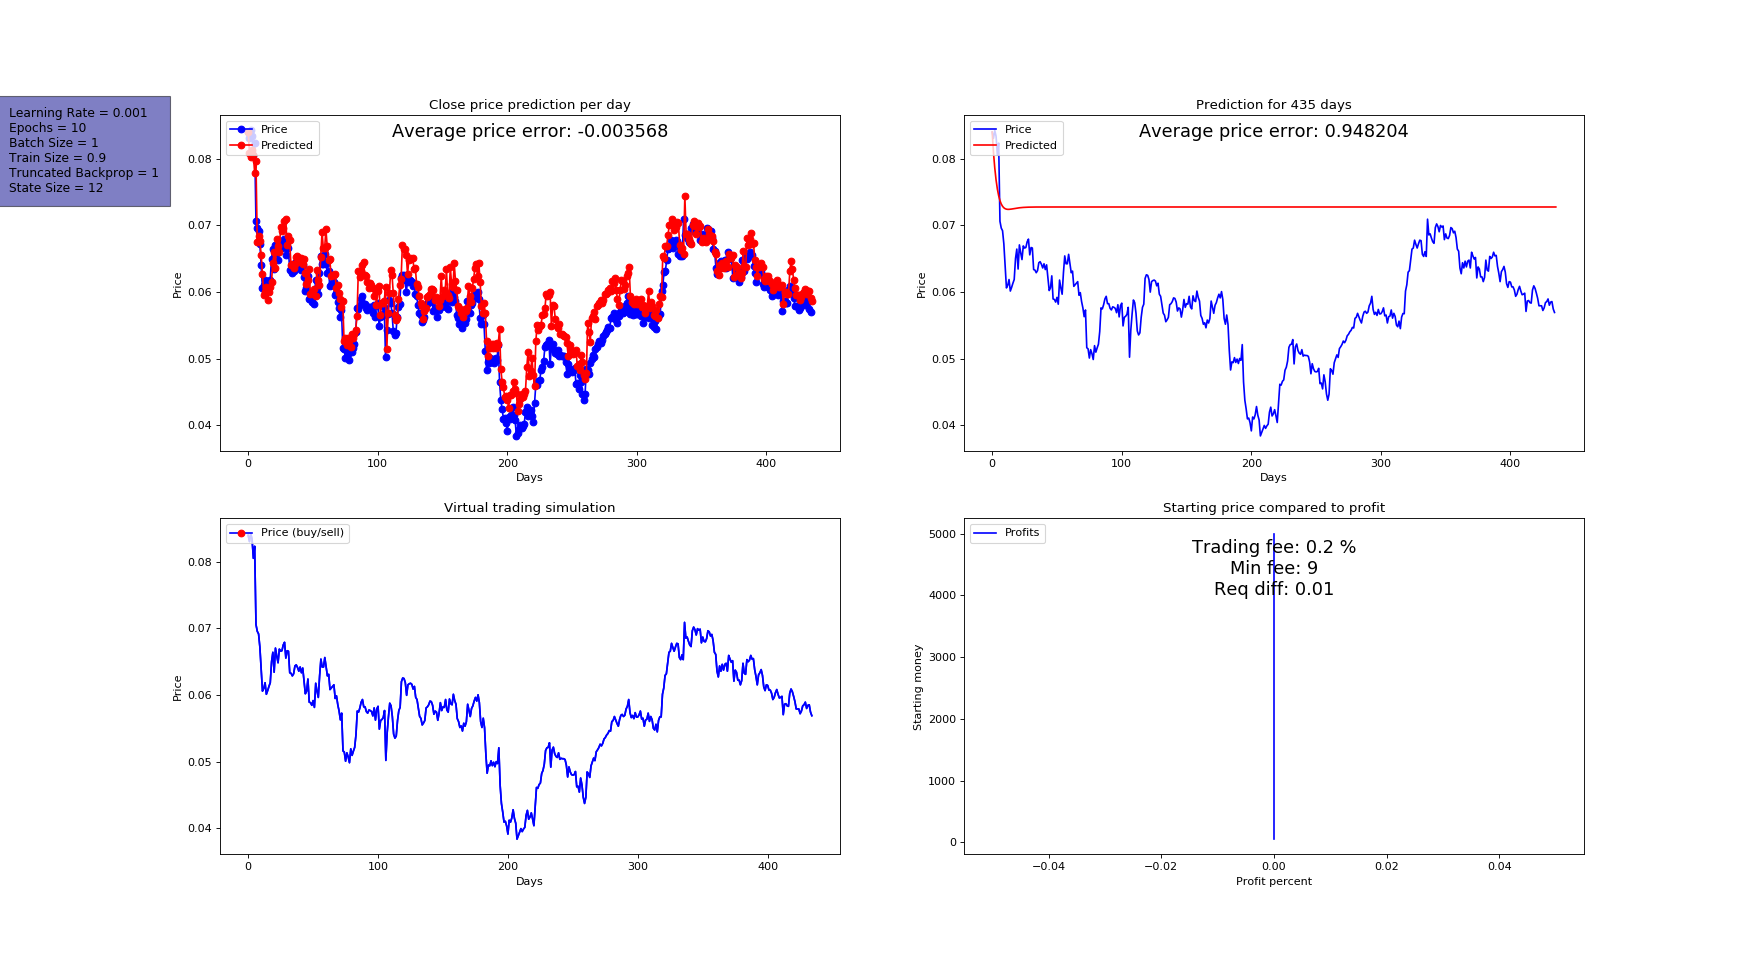 Learning Rate = 0.001
Epochs = 10
Batch Size = 1
Train Size = 0.9
Truncated Backprop = 1
State Size = 12
Close price prediction per day
Average price error: -0.003568
Price
Predicted
0.08
0.07
0.06
0.05
0.04
Price
0 100 200 300 400
Days
Prediction for 435 days
Average price error: 0.948204
Price
Predicted
0.08
0.07
0.06
0.05
0.04
Price
0 100 200 300 400
Days
Virtual trading simulation
Price (buy/sell)
0.08
0.07
0.06
0.05
0.04
Price
0 100 200 300 400
Days
Starting price compared to profit
Profits
Trading fee: 0.2 %
Min fee: 9
Req diff: 0.01
5000
4000
3000
2000
1000
0
Starting money
−0.04 −0.02 0.00 0.02 0.04
Profit percent